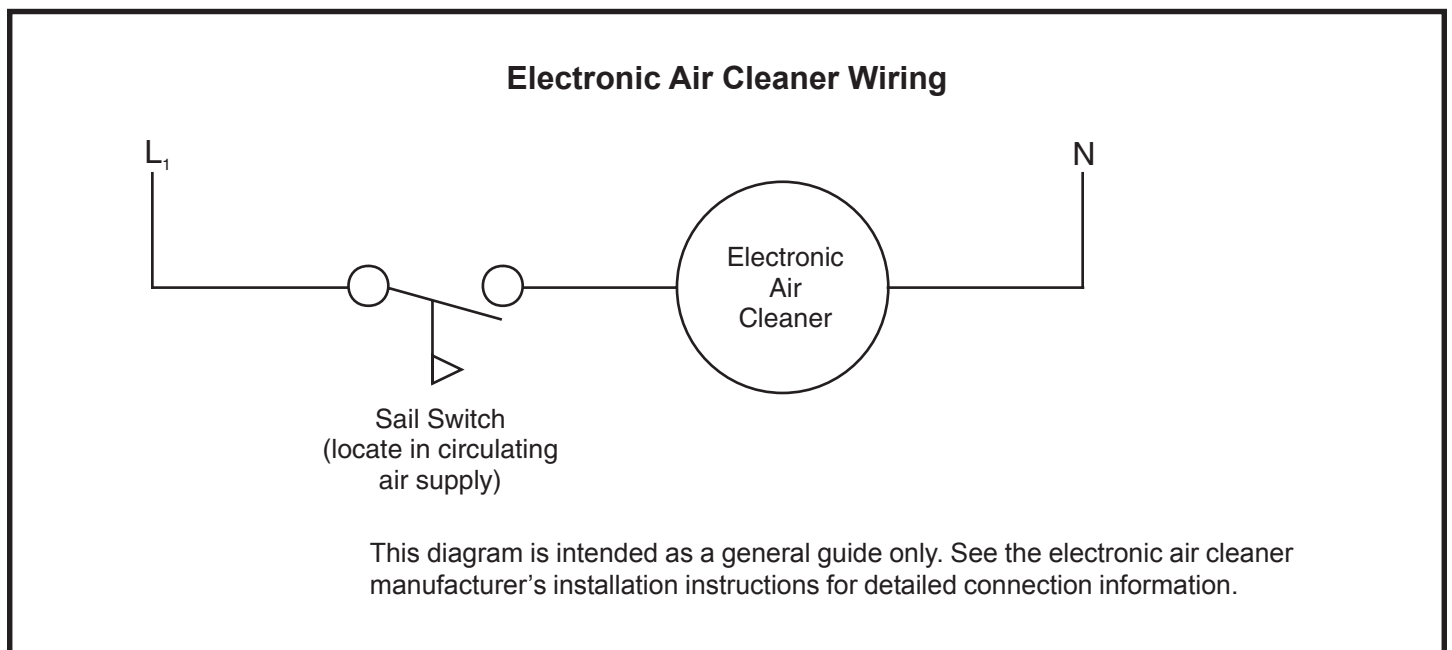 Electronic Air Cleaner Wiring
L₁
N
Electronic
Air
Cleaner
Sail Switch
(locate in circulating
air supply)
This diagram is intended as a general guide only. See the electronic air cleaner
manufacturer’s installation instructions for detailed connection information.